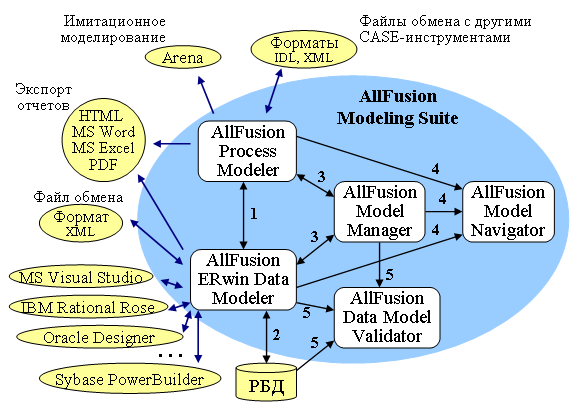 Имитационное
моделирование
Файлы обмена с другими
CASE-инструментами
Arena
Форматы
IDL, XML
Экспорт
отчетов
AllFusion
Modeling Suite
HTML
MS Word
MS Excel
PDF
AllFusion
Process
Modeler
4
3
Файл обмена
Формат
XML
1
AllFusion
Model
Manager
4
AllFusion
Model
Navigator
3
4
AllFusion
ERwin Data
Modeler
5
MS Visual Studio
IBM Rational Rose
Oracle Designer
. . .
Sybase PowerBuilder
5
2
5
AllFusion
Data Model
Validator
РБД